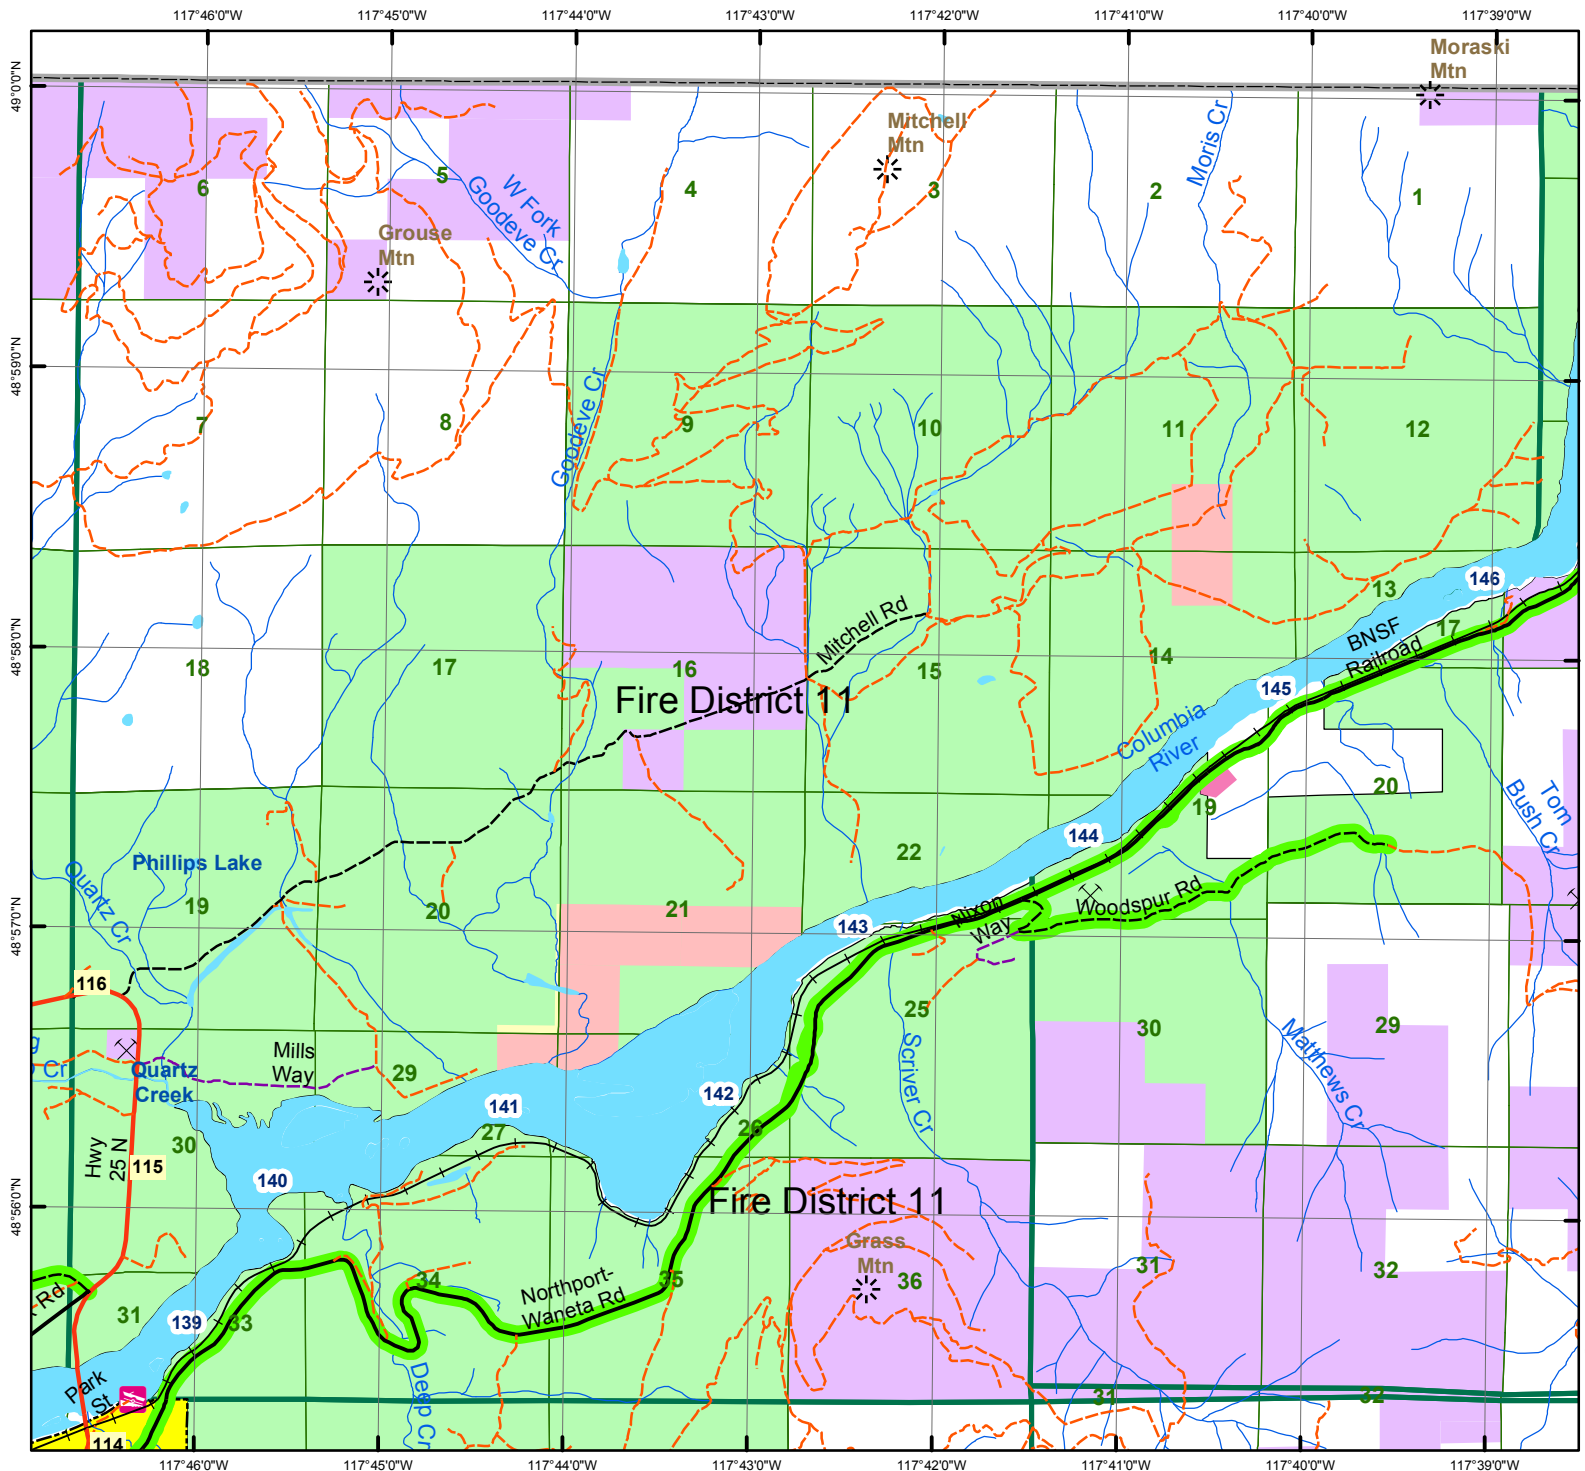 117°46'0"W
117°45'0"W
117°44'0"W
117°43'0"W
117°42'0"W
117°41'0"W
117°40'0"W
117°39'0"W
49°0'0"N
48°59'0"N
48°58'0"N
48°57'0"N
48°56'0"N
Moraski
Mtn
Mitchell
Mtn
Moris Cr
6
5
4
3
2
1
W Fork
Goodeve Cr
Grouse
Mtn
Goodeve Cr
7
8
9
10
11
12
13
146
17
BNSF
Railroad
Mitchell Rd
18
17
16
15
14
Fire District 11
145
Columbia
River
20
19
Tom
Bush Cr
144
22
Phillips Lake
Quartz Cr
19
20
21
143
Nixon
Way
Woodspur Rd
116
25
30
29
Scriver Cr
Matthews Cr
Mills
Way
29
Quartz
Creek
g
Cr
142
141
27
26
30
Hwy
25 N
115
140
Fire District 11
Grass
Mtn
36
31
32
34
35
Northport-
Waneta Rd
Rd
31
139
33
Deep Cr
Park
St
114
31
32
117°46'0"W
117°45'0"W
117°44'0"W
117°43'0"W
117°42'0"W
117°41'0"W
117°40'0"W
117°39'0"W